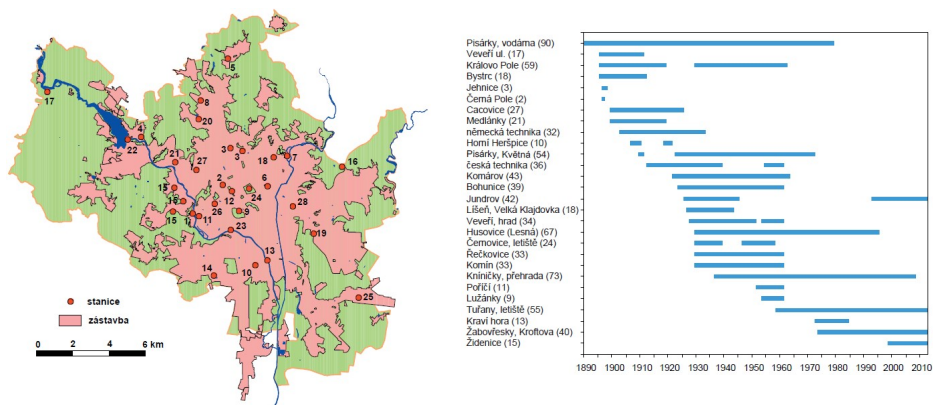 5
17
8
20
4
22
3
3
21
27
18
7
16
15
2
6
24
12
16
26
28
15
11
9
23
19
13
10
14
25
stanice
zástavba
0 2 4 6 km
Pisárky, vodárna (90)
Veveří ul. (17)
Královo Pole (59)
Bystrc (18)
Jehnice (3)
Černá Pole (2)
Cacovice (27)
Medlánky (21)
německá technika (32)
Horní Heršpice (10)
Pisárky, Květná (54)
česká technika (36)
Komárov (43)
Bohunice (39)
Jundrov (42)
Líšeň, Velká Klajdovka (18)
Veveří, hrad (34)
Husovice (Lesná) (67)
Černovice, letiště (24)
Řečkovice (33)
Komín (33)
Kníničky, přehrada (73)
Poříčí (11)
Lužánky (9)
Tuřany, letiště (55)
Kraví hora (13)
Žabovřesky, Kroftova (40)
Židenice (15)
1890 1900 1910 1920 1930 1940 1950 1960 1970 1980 1990 2000 2010